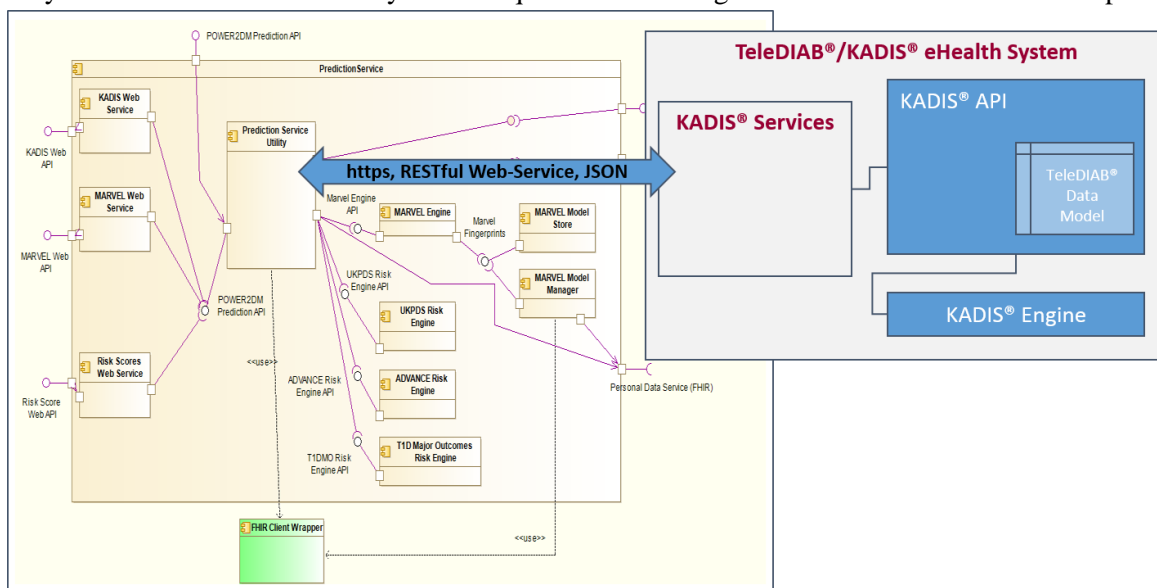 POWER2DM Prediction API
PredictionService
KADIS Web
Service
KADIS Web
API
MARVEL Web
Service
MARVEL Web
API
Risk Scores
Web Service
Risk Score
Web API
Prediction Service
Utility
POWER2DM
Prediction API
https, RESTful Web-Service, JSON
Marvel Engine
API
MARVEL Engine
Marvel
Fingerprints
MARVEL Model
Store
MARVEL Model
Manager
UKPDS Risk
Engine API
UKPDS Risk
Engine
<<use>>
ADVANCE Risk
Engine API
ADVANCE Risk
Engine
Personal Data Service (FHIR)
T1DMO Risk
Engine API
T1D Major Outcomes
Risk Engine
FHIR Client Wrapper
<<use>>
TeleDIAB®/KADIS® eHealth System
KADIS® Services
KADIS® API
TeleDIAB®
Data
Model
KADIS® Engine